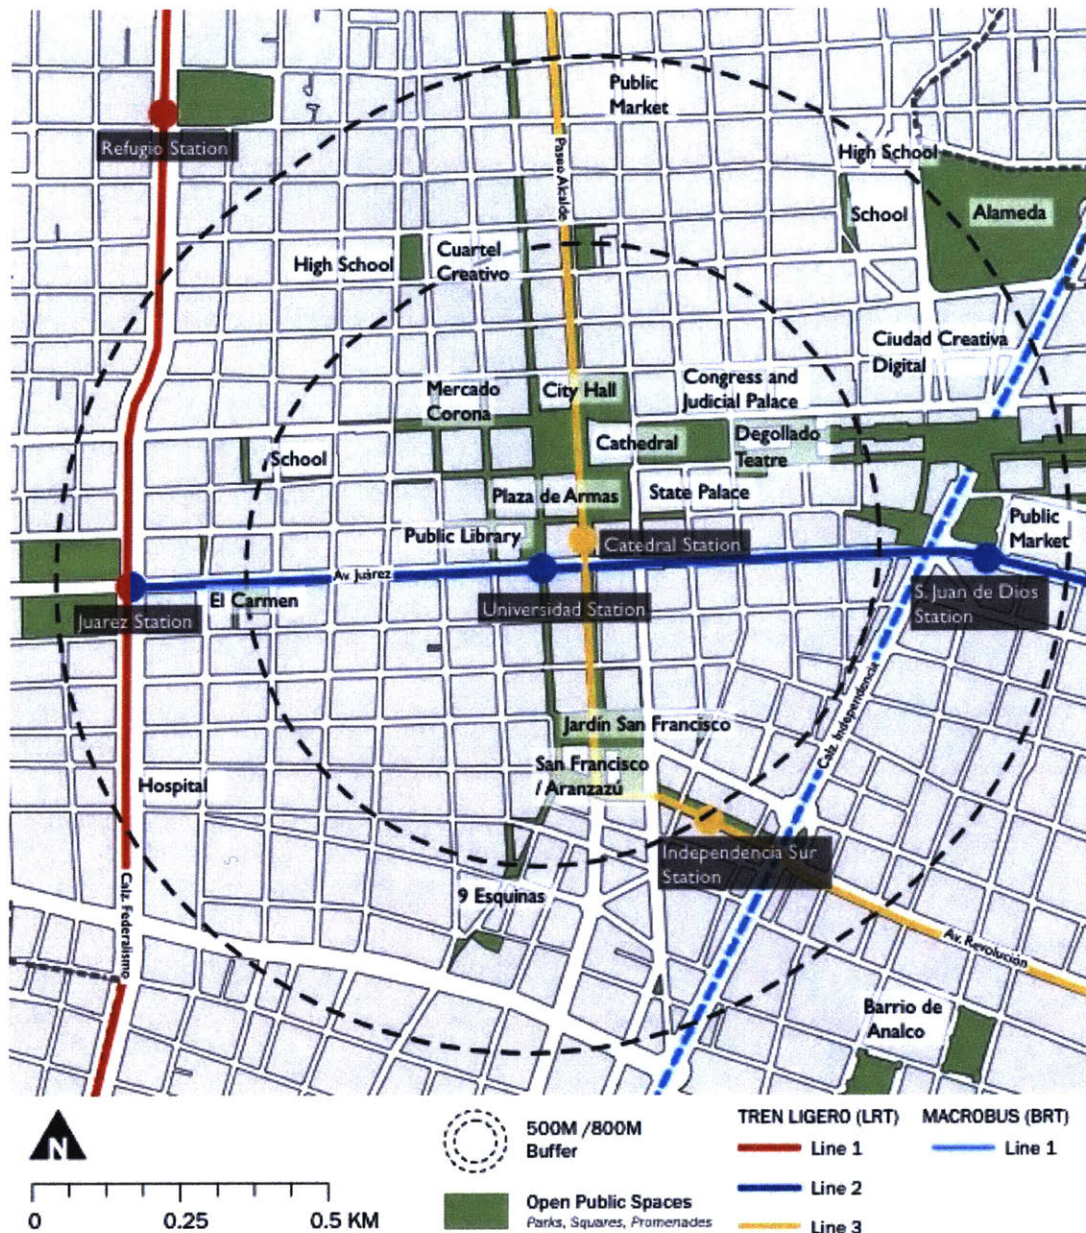 Public
Market
Paseo Alcalde
Refugio Station
High School
School
Alameda
High School
Cuartel
Creativo
Ciudad Creativa
Digital
Mercado
Corona
City Hall
Congress and
Judicial Palace
Cathedral
Degollado
Teatre
School
Plaza de Armas
State Palace
Public Library
Catedral Station
Public
Market
Av. Juárez
El Carmen
Juarez Station
Universidad Station
S. Juan de Dios
Station
Calz. Independencia
Jardín San Francisco
San Francisco
/ Aranzazú
Hospital
Independencia Sur
Station
9 Esquinas
Calz. Federalismo
Av. Revolución
Barrio de
Analco
N
0 0.25 0.5 KM
500M /800M
Buffer
Open Public Spaces
Parks, Squares, Promenades
TREN LIGERO (LRT)
Line 1
Line 2
Line 3
MACROBUS (BRT)
Line 1